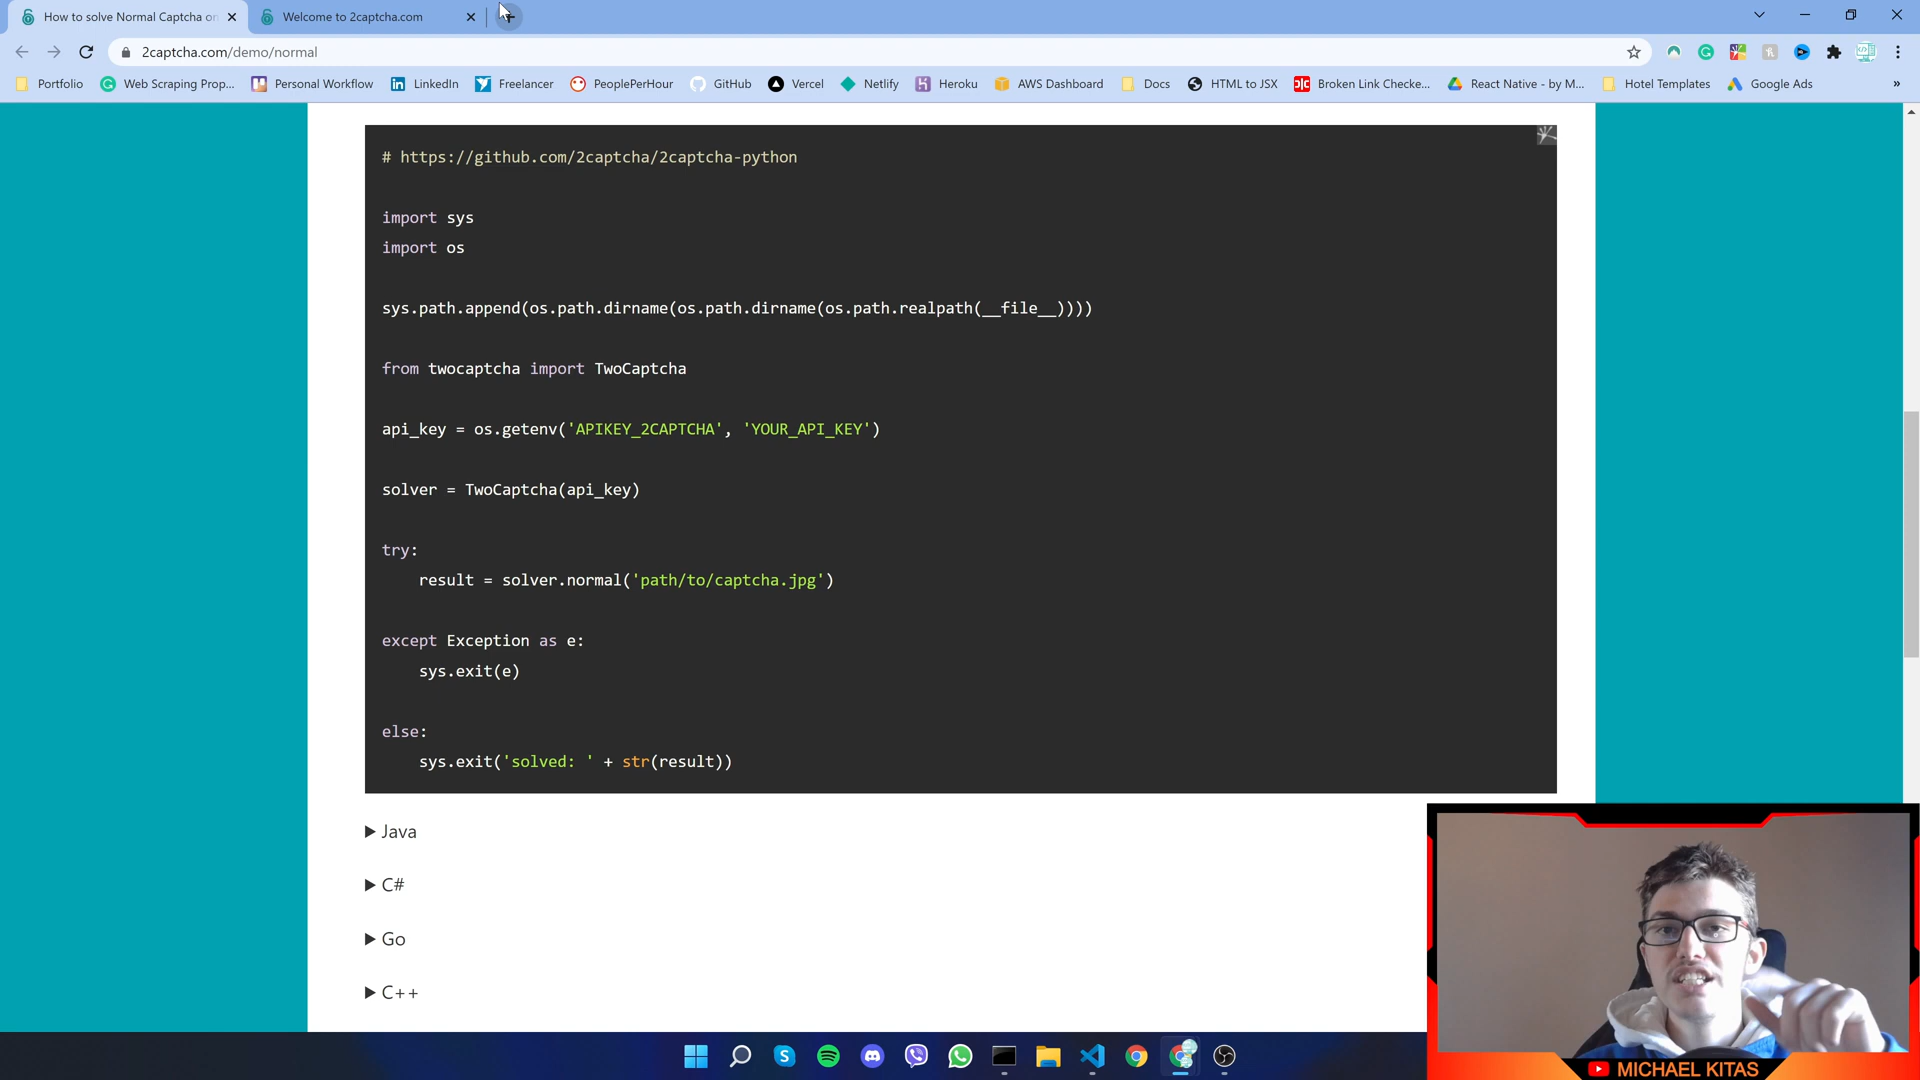 How to solve Normal Captcha on
Welcome to 2captcha.com
2captcha.com/demo/normal
Portfolio
Web Scraping Prop...
Personal Workflow
LinkedIn
Freelancer
PeoplePerHour
GitHub
Vercel
Netlify
Heroku
AWS Dashboard
Docs
HTML to JSX
Broken Link Checke...
React Native - by M...
Hotel Templates
Google Ads
»
# https://github.com/2captcha/2captcha-python
import sys
import os
sys.path.append(os.path.dirname(os.path.dirname(os.path.realpath(__file__))))
from twocaptcha import TwoCaptcha
api_key = os.getenv('APIKEY_2CAPTCHA', 'YOUR_API_KEY')
solver = TwoCaptcha(api_key)
try:
result = solver.normal('path/to/captcha.jpg')
except Exception as e:
sys.exit(e)
else:
sys.exit('solved: ' + str(result))
Java
C#
Go
C++
MICHAEL KITAS